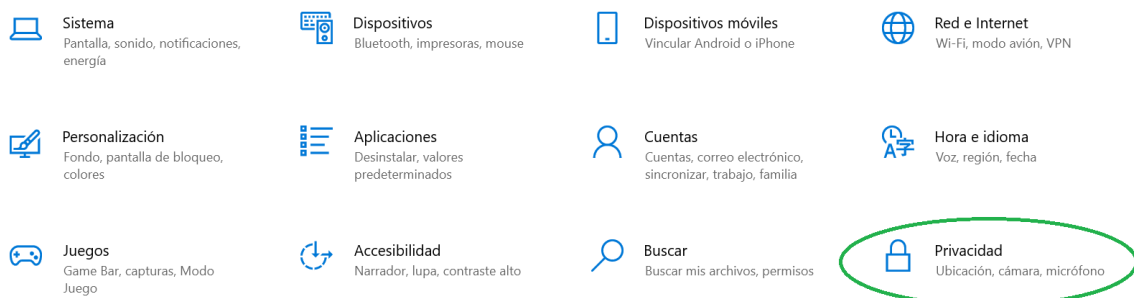 Sistema
Pantalla, sonido, notificaciones,
energía
Dispositivos
Bluetooth, impresoras, mouse
Dispositivos móviles
Vincular Android o iPhone
Red e Internet
Wi-Fi, modo avión, VPN
Personalización
Fondo, pantalla de bloqueo,
colores
Aplicaciones
Desinstalar, valores
predeterminados
Cuentas
Cuentas, correo electrónico,
sincronizar, trabajo, familia
Hora e idioma
Voz, región, fecha
Juegos
Game Bar, capturas, Modo
Juego
Accesibilidad
Narrador, lupa, contraste alto
Buscar
Buscar mis archivos, permisos
Privacidad
Ubicación, cámara, micrófono